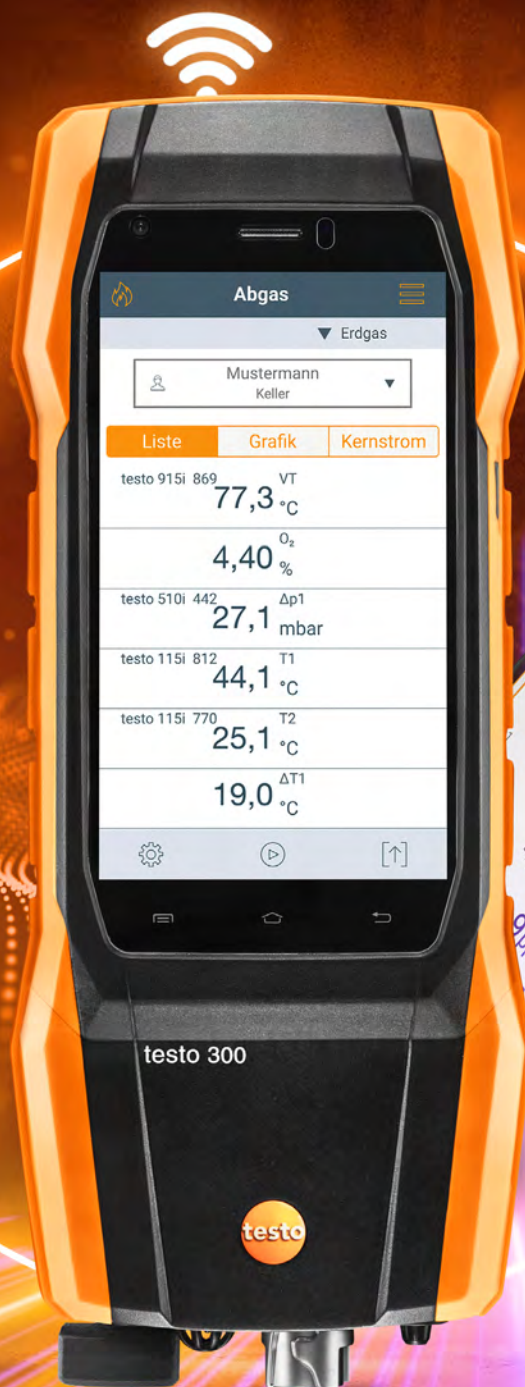 Abgas
▼ Erdgas
Mustermann ▼
Keller
Liste Grafik Kernstrom
testo 915i 869 77,3 VT °C
4,40 O₂ %
testo 510i 442 27,1 Δp1 mbar
testo 115i 812 44,1 T1 °C
testo 115i 770 25,1 T2 °C
19,0 ΔT1 °C
testo 300
testo